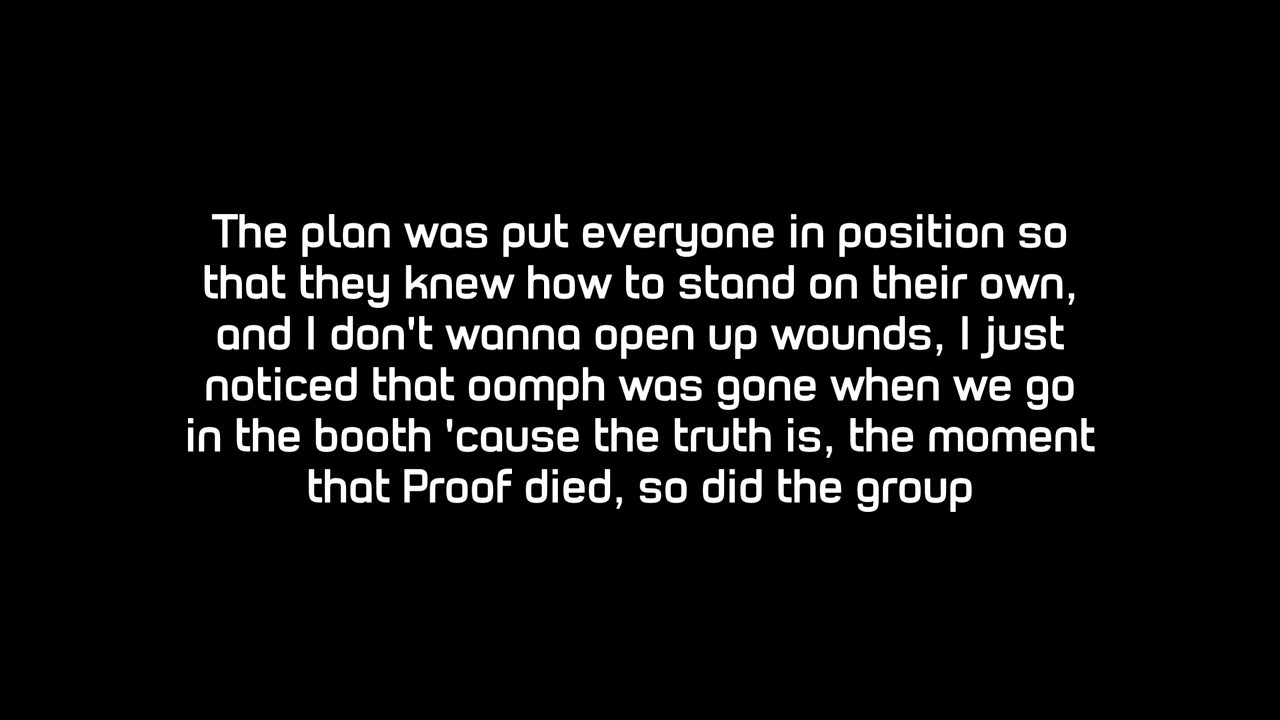 The plan was put everyone in position so
that they knew how to stand on their own,
and I don't wanna open up wounds, I just
noticed that oomph was gone when we go
in the booth 'cause the truth is, the moment
that Proof died, so did the group